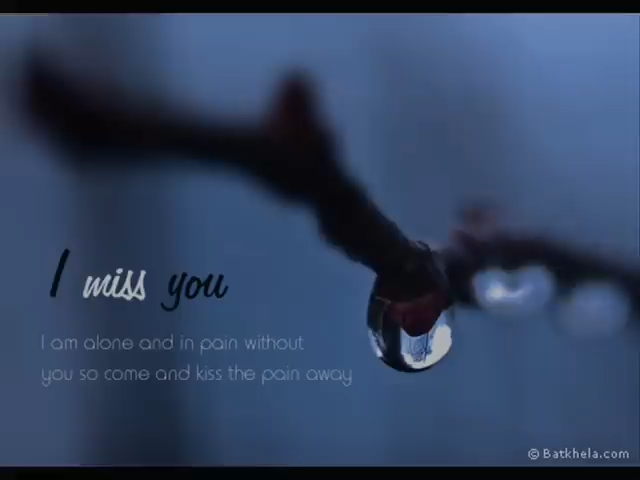 I miss you
I am alone and in pain without
you so come and kiss the pain away
© Batkhela.com